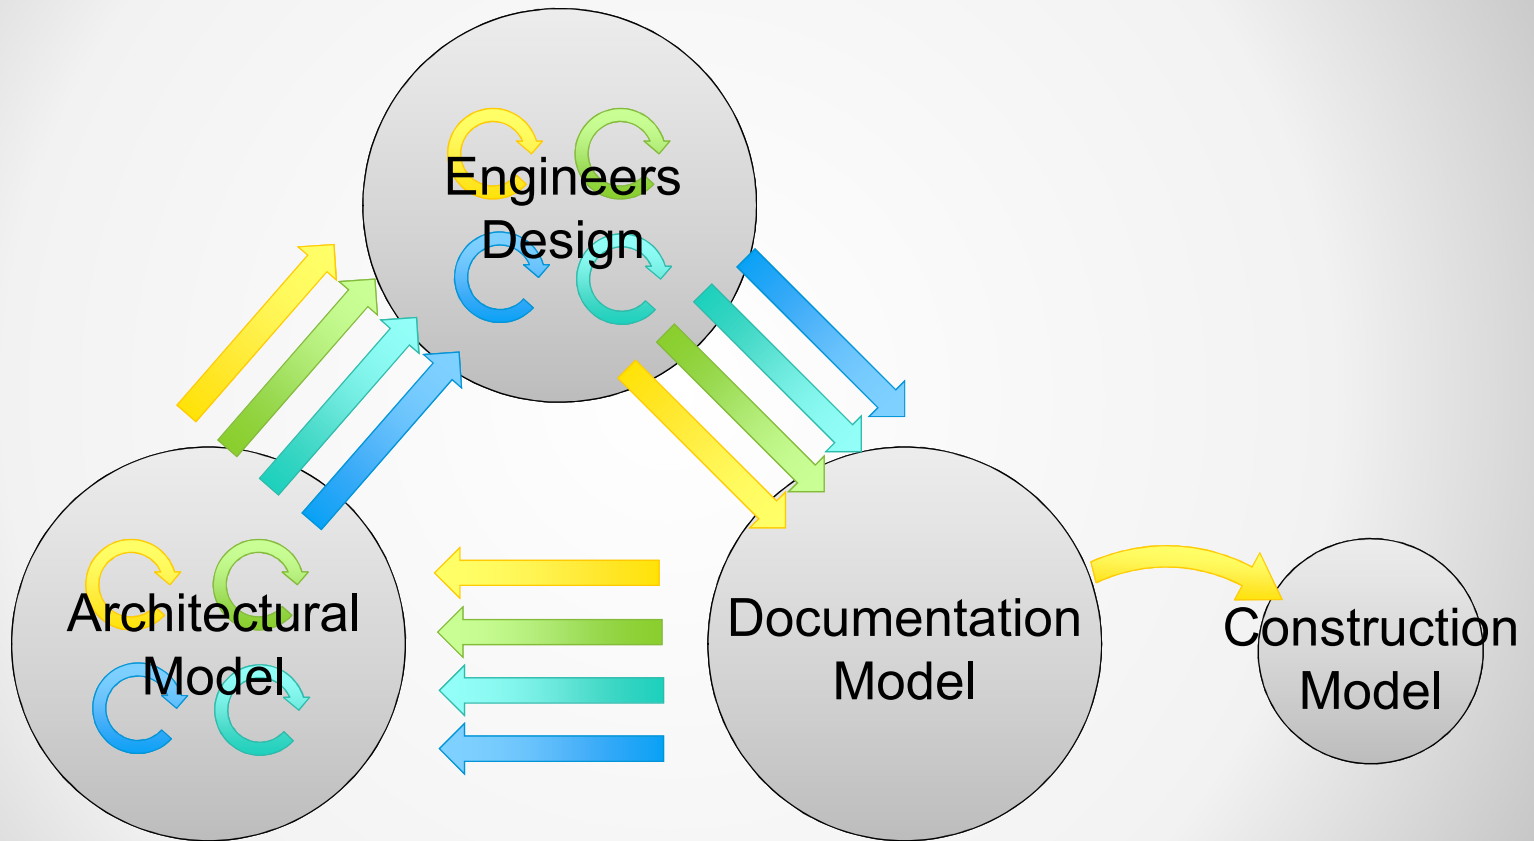 Engineers
Design
Architectural
Model
Documentation
Model
Construction
Model